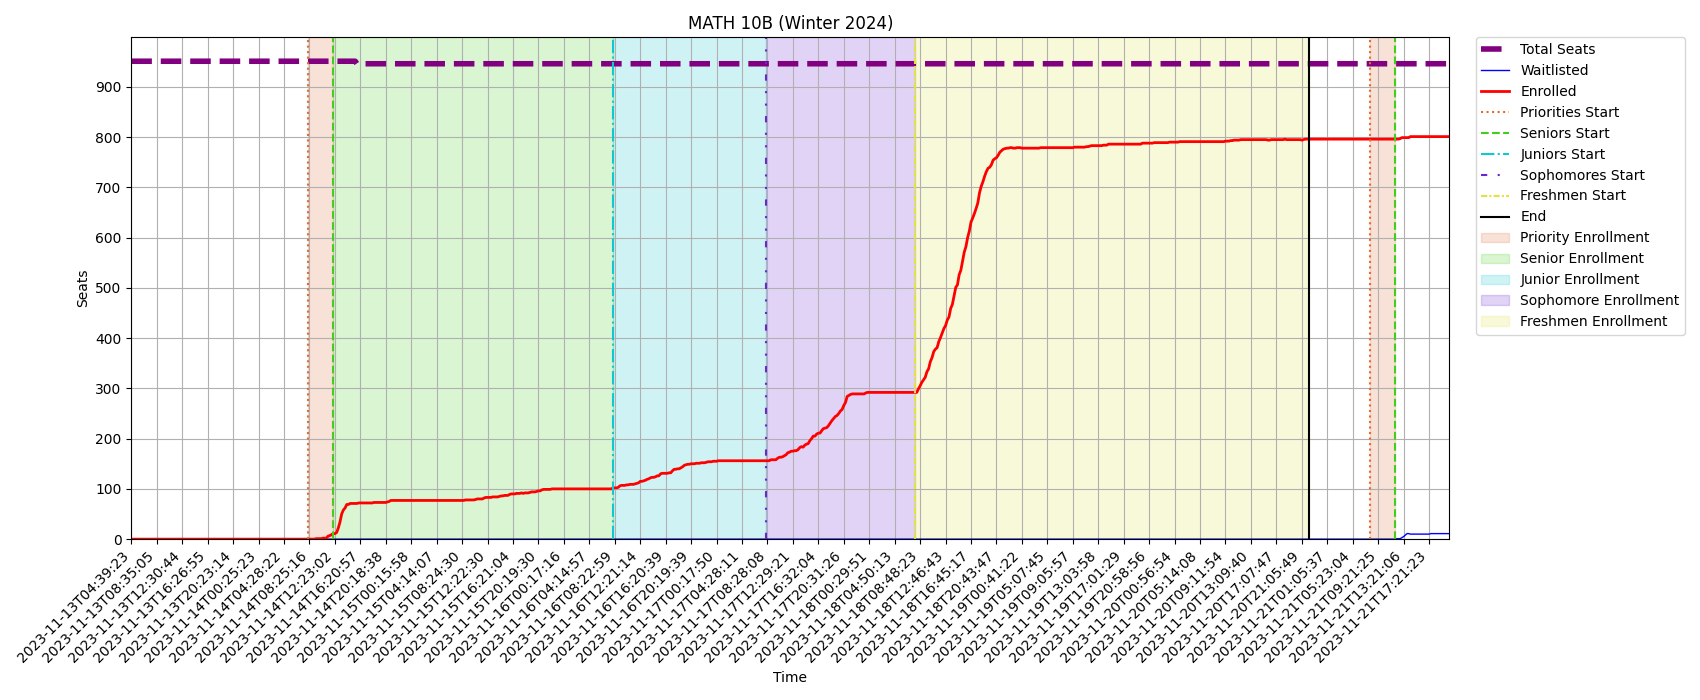 MATH 10B (Winter 2024)
Seats
900
800
700
600
500
400
300
200
100
0
2023-11-13T04:39:23
2023-11-13T08:35:05
2023-11-13T12:30:44
2023-11-13T16:26:55
2023-11-13T20:23:14
2023-11-14T00:25:23
2023-11-14T04:28:22
2023-11-14T08:25:16
2023-11-14T12:23:02
2023-11-14T16:20:57
2023-11-14T20:18:38
2023-11-15T00:15:58
2023-11-15T04:14:07
2023-11-15T08:24:30
2023-11-15T12:22:30
2023-11-15T16:21:04
2023-11-15T20:19:30
2023-11-16T00:17:16
2023-11-16T04:14:57
2023-11-16T08:22:59
2023-11-16T12:21:14
2023-11-16T16:20:39
2023-11-16T20:19:39
2023-11-17T00:17:50
2023-11-17T04:28:11
2023-11-17T08:28:08
2023-11-17T12:29:21
2023-11-17T16:32:04
2023-11-17T20:31:26
2023-11-18T00:29:51
2023-11-18T04:50:13
2023-11-18T08:48:23
2023-11-18T12:46:43
2023-11-18T16:45:17
2023-11-18T20:43:47
2023-11-19T00:41:22
2023-11-19T05:07:45
2023-11-19T09:05:57
2023-11-19T13:03:58
2023-11-19T17:01:29
2023-11-19T20:58:56
2023-11-20T00:56:54
2023-11-20T05:14:08
2023-11-20T09:11:54
2023-11-20T13:09:40
2023-11-20T17:07:47
2023-11-20T21:05:49
2023-11-21T01:05:37
2023-11-21T05:23:04
2023-11-21T09:21:25
2023-11-21T13:21:06
2023-11-21T17:21:23
Time
Total Seats
Waitlisted
Enrolled
Priorities Start
Seniors Start
Juniors Start
Sophomores Start
Freshmen Start
End
Priority Enrollment
Senior Enrollment
Junior Enrollment
Sophomore Enrollment
Freshmen Enrollment